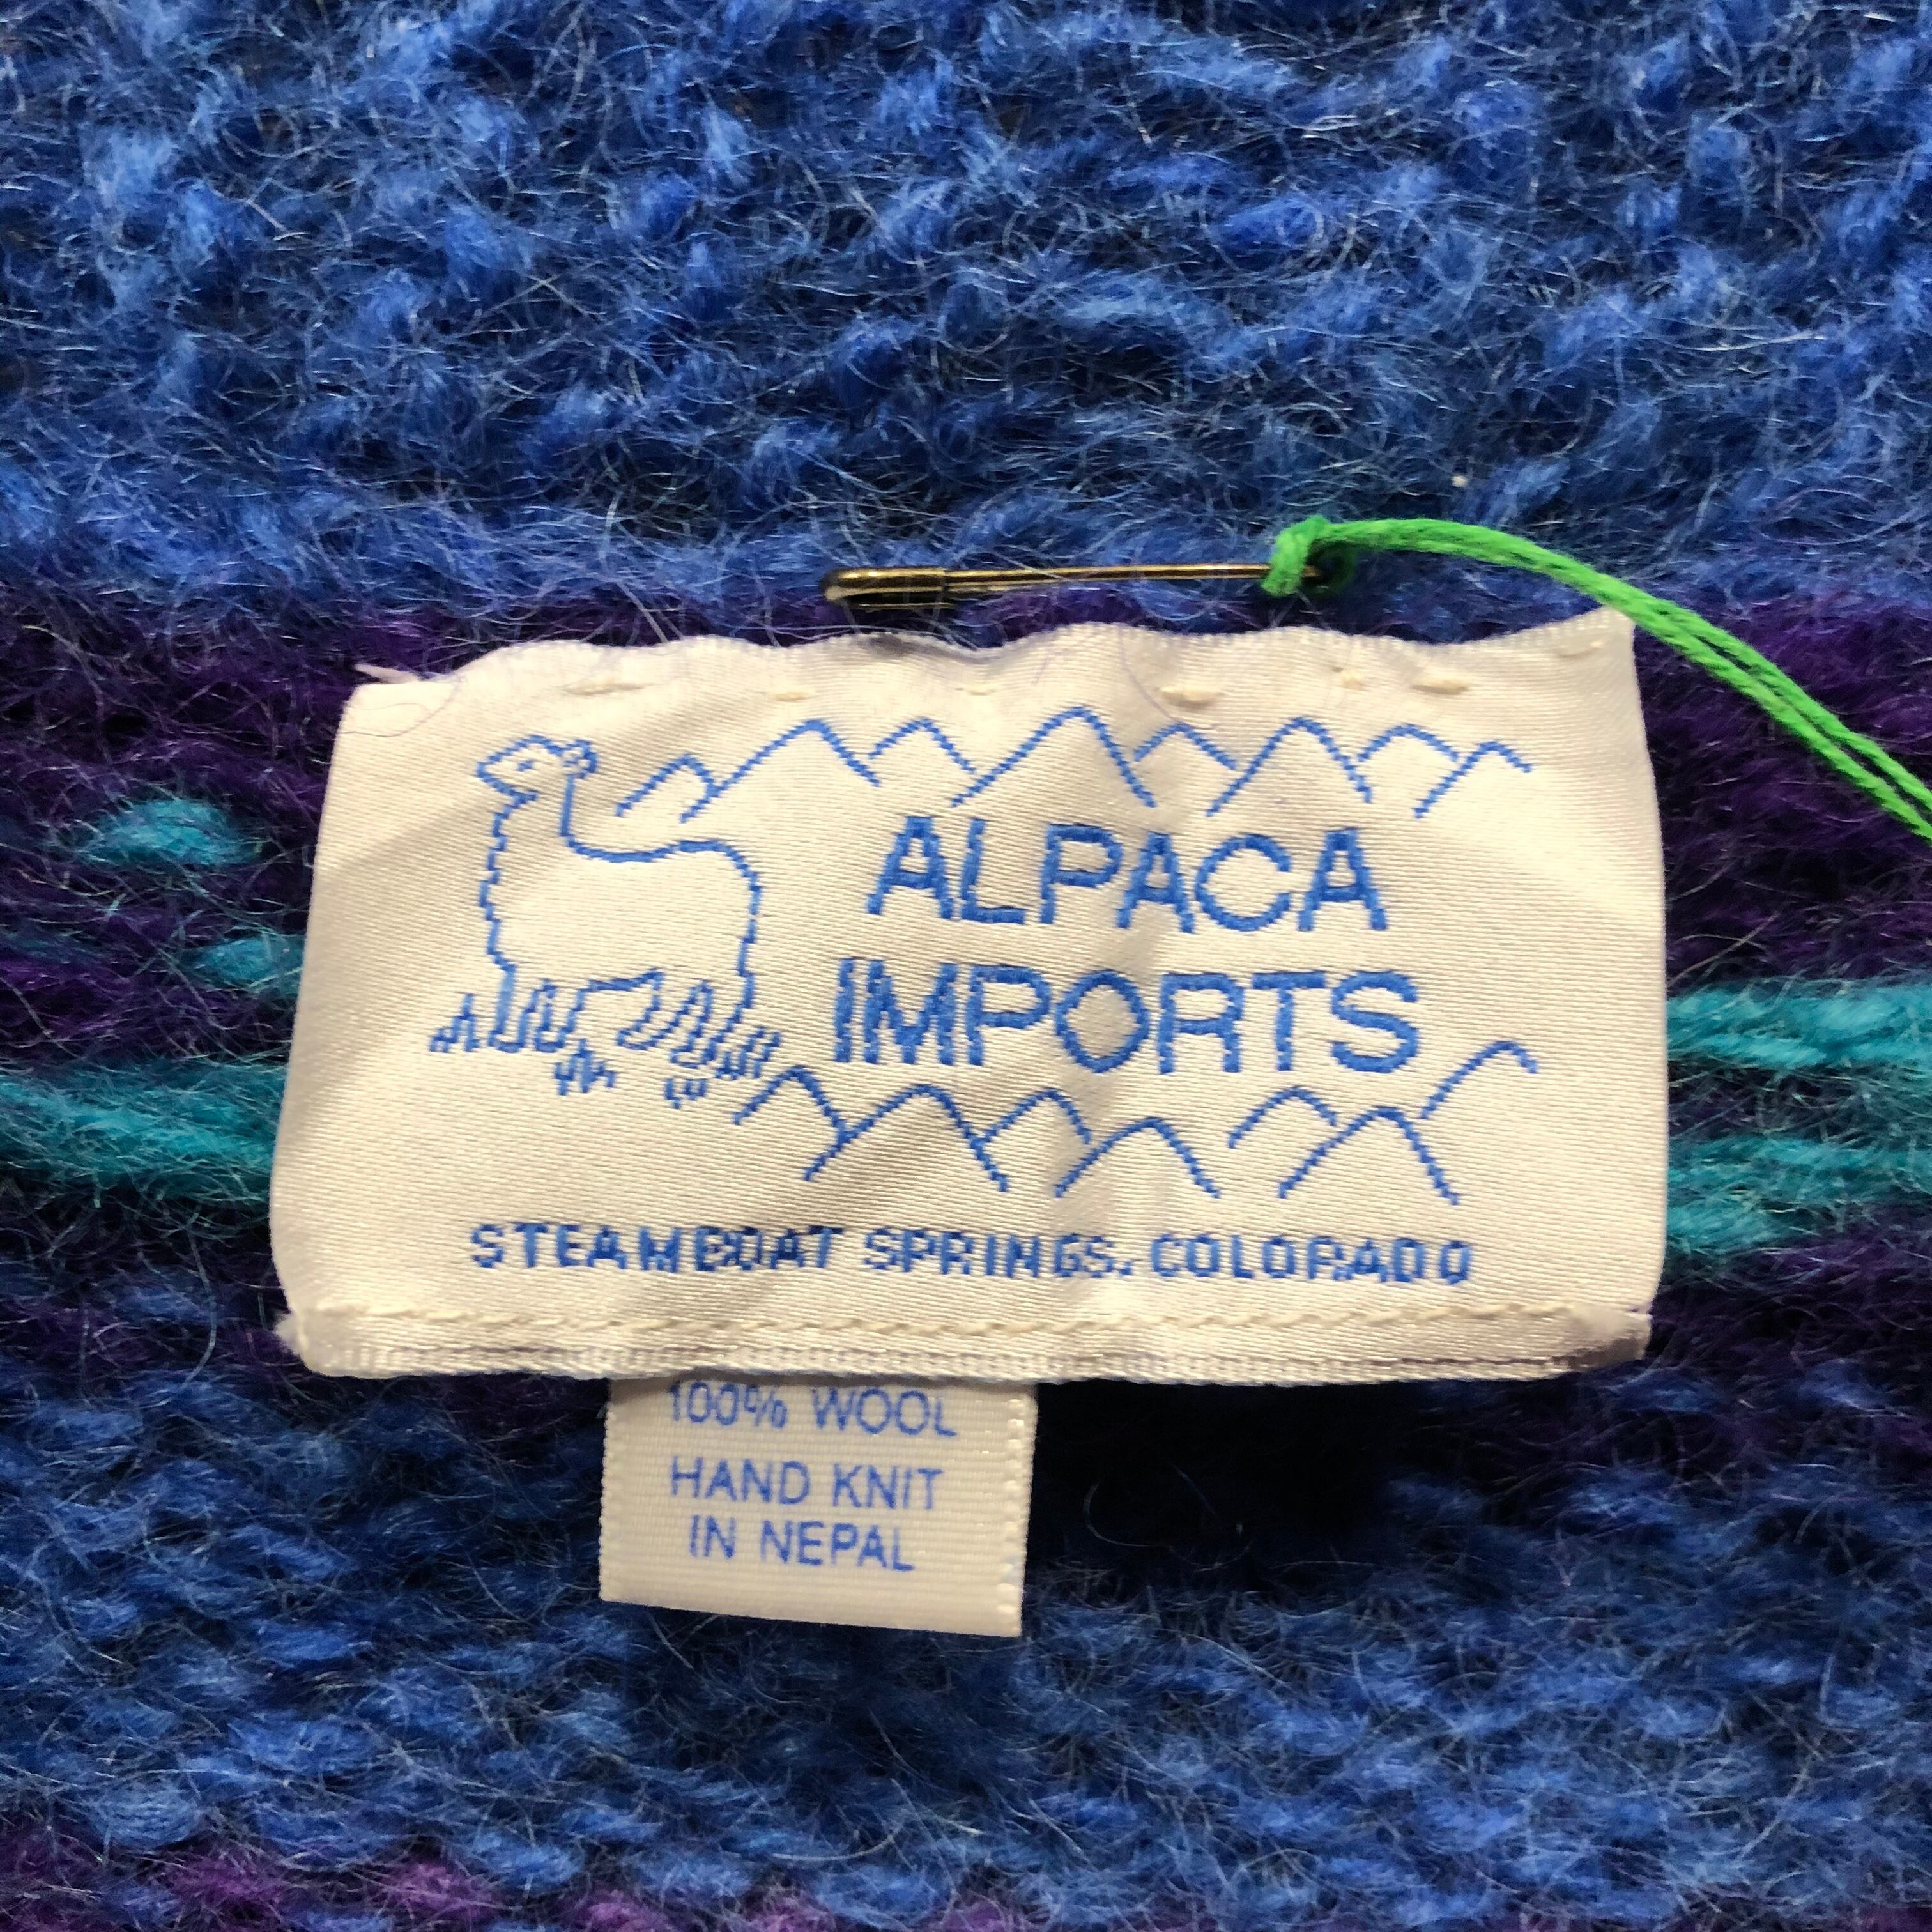 ALPACA
IMPORTS
STEAMBOAT SPRINGS, COLORADO
100% WOOL
HAND KNIT
IN NEPAL